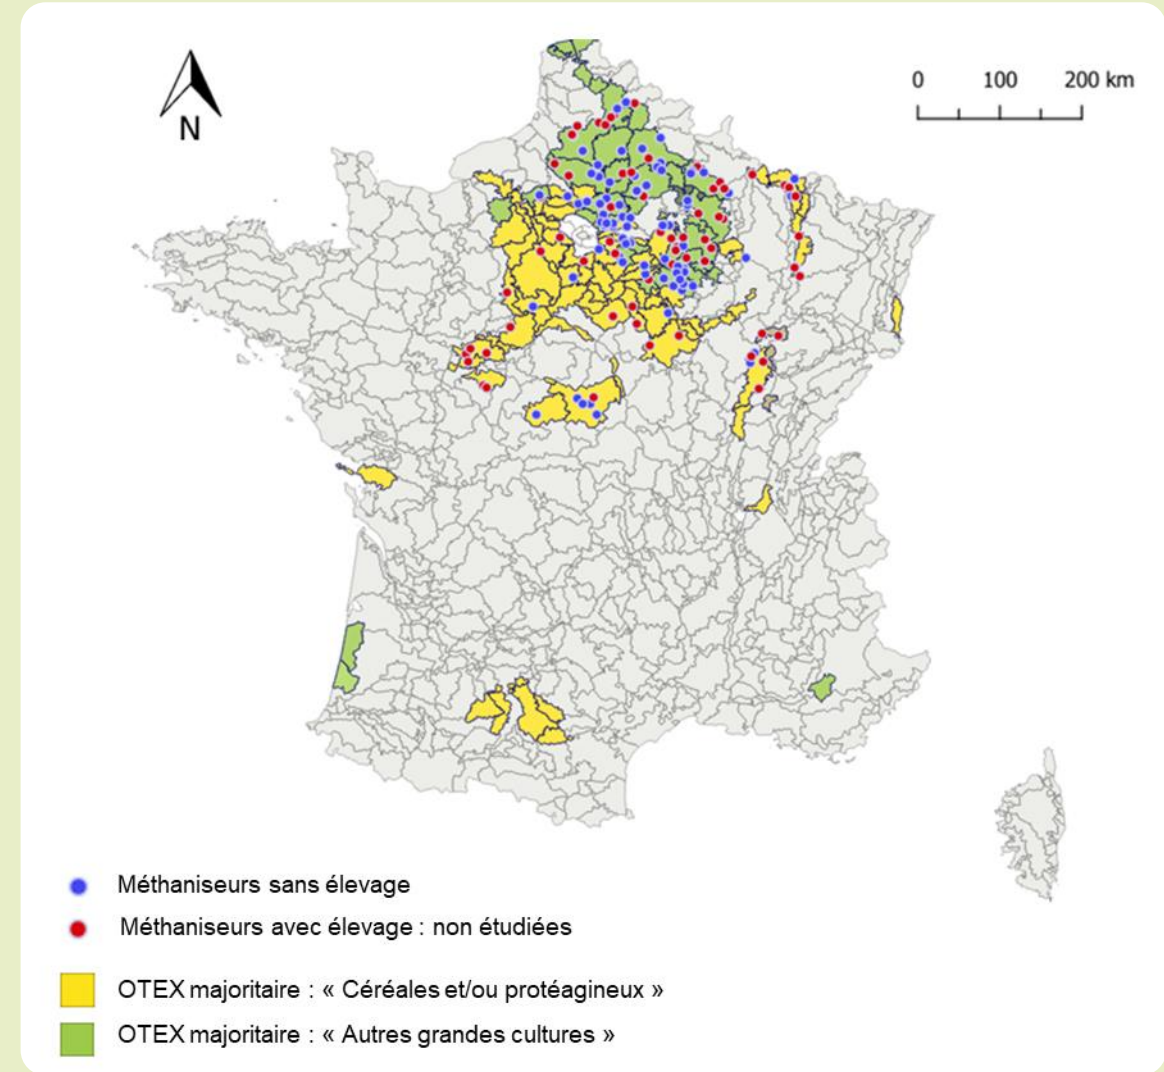 0 100 200 km
N
Méthaniseurs sans élevage
Méthaniseurs avec élevage : non étudiées
OTEX majoritaire : « Céréales et/ou protéagineux »
OTEX majoritaire : « Autres grandes cultures »